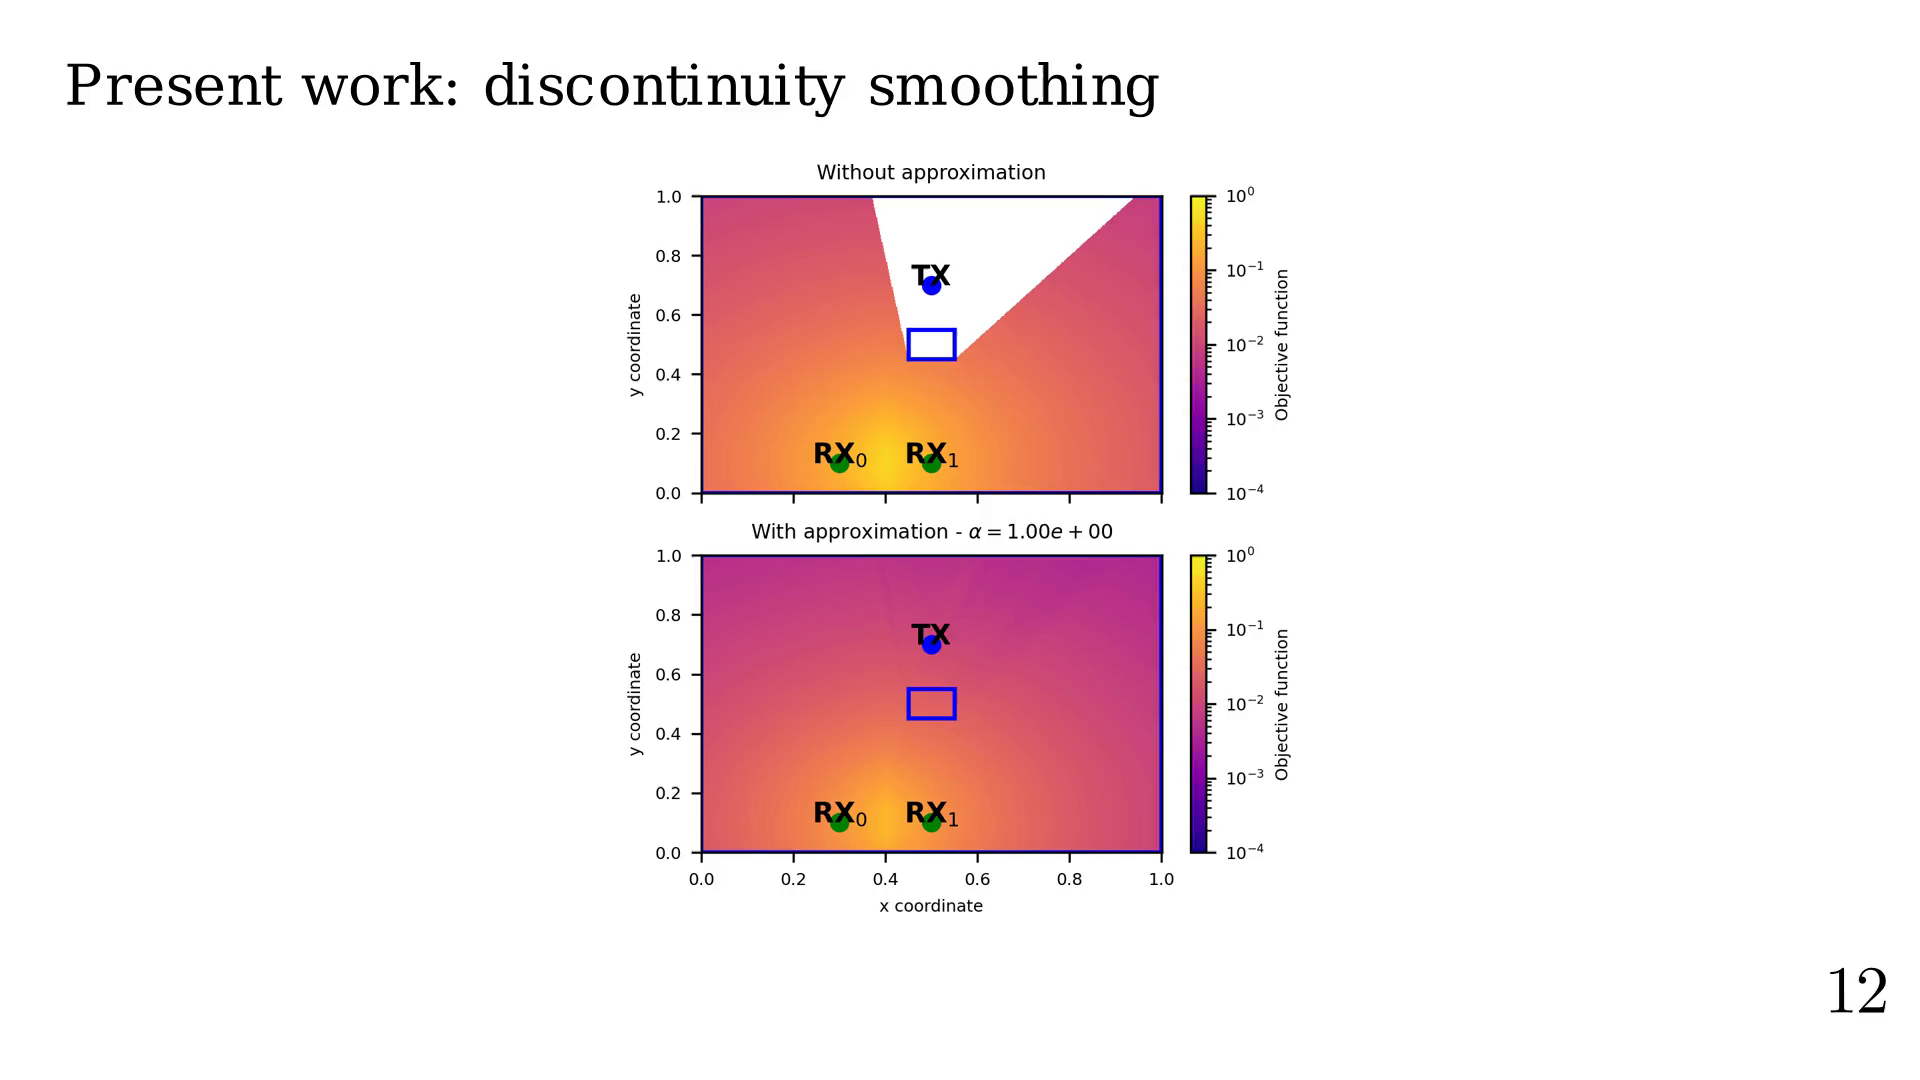 Present work: discontinuity smoothing
Without approximation
1.0
0.8
0.6
0.4
0.2
0.0
y coordinate
TX
RX₀
RX₁
10⁰
10⁻¹
10⁻²
10⁻³
10⁻⁴
Objective function
With approximation - α = 1.00e + 00
1.0
0.8
0.6
0.4
0.2
0.0
y coordinate
TX
RX₀
RX₁
0.0 0.2 0.4 0.6 0.8 1.0
x coordinate
10⁰
10⁻¹
10⁻²
10⁻³
10⁻⁴
Objective function
12